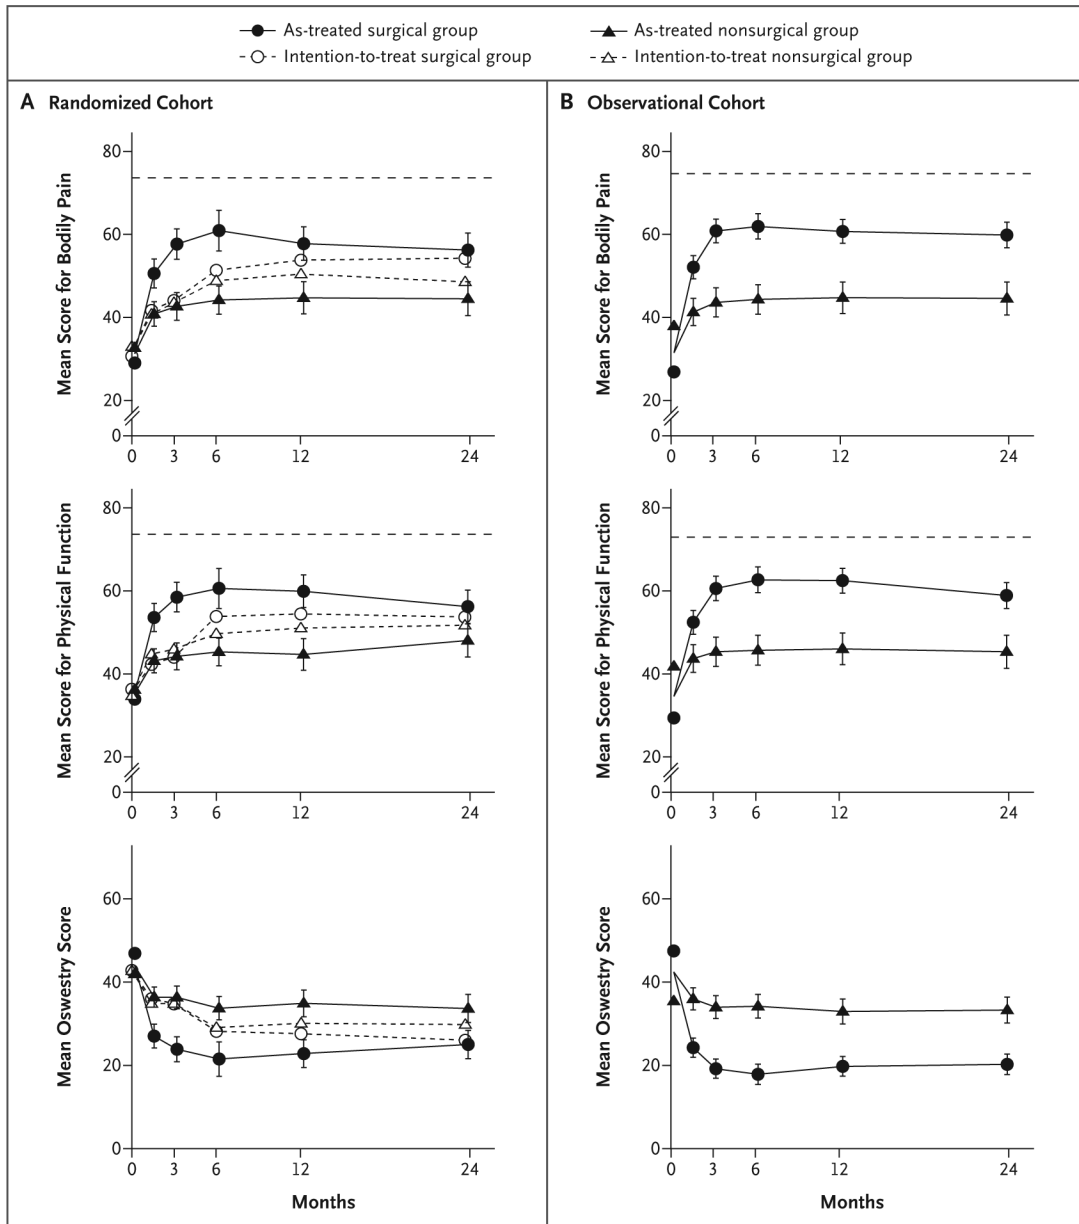 As-treated surgical group
As-treated nonsurgical group
Intention-to-treat surgical group
Intention-to-treat nonsurgical group
A Randomized Cohort
B Observational Cohort
Mean Score for Bodily Pain
80
60
40
20
0
0 3 6 12 24
Mean Score for Bodily Pain
80
60
40
20
0
0 3 6 12 24
Mean Score for Physical Function
80
60
40
20
0
0 3 6 12 24
Mean Score for Physical Function
80
60
40
20
0
0 3 6 12 24
Mean Oswestry Score
60
40
20
0
0 3 6 12 24
Months
Mean Oswestry Score
60
40
20
0
0 3 6 12 24
Months